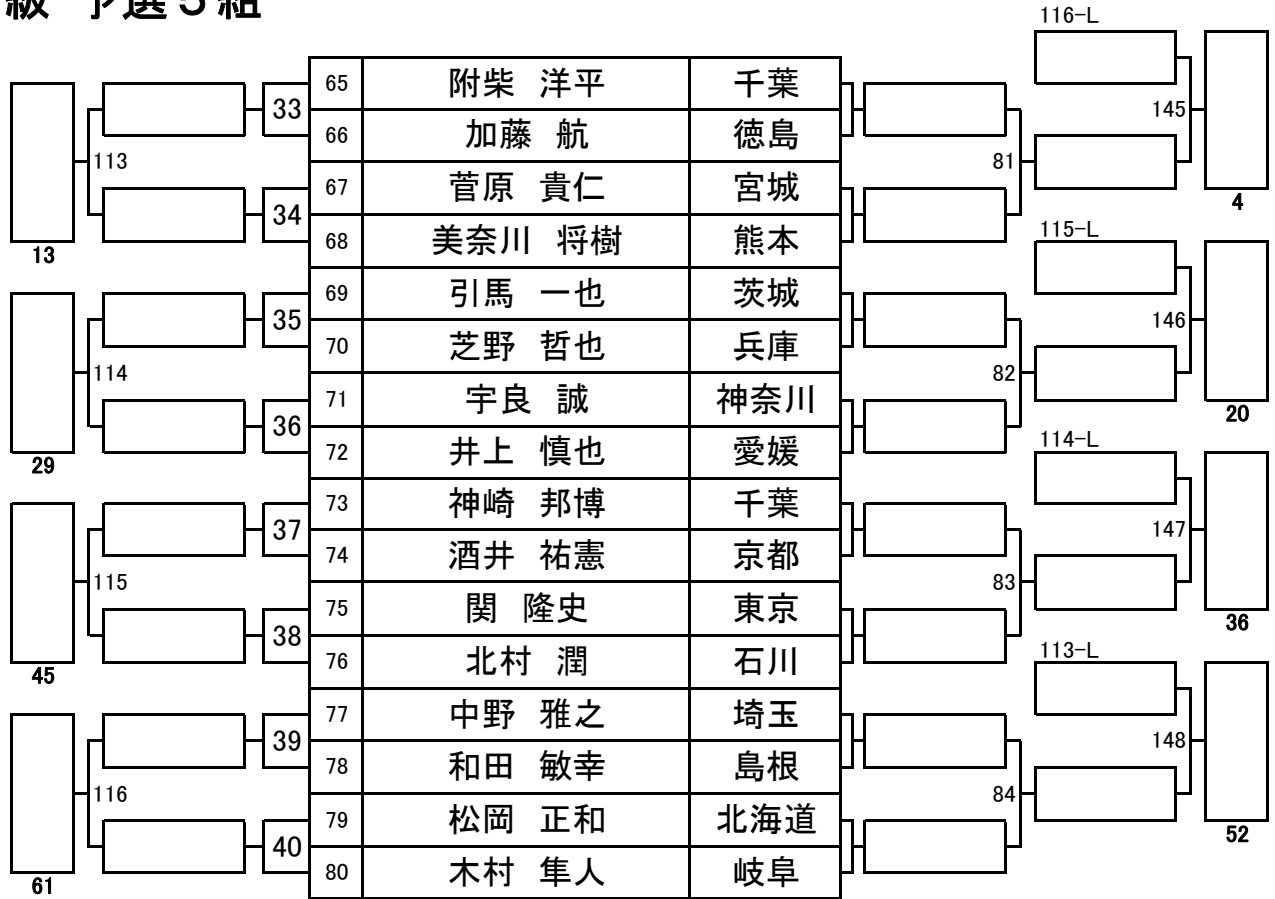 級 予選５組
116-L
65 附柴 洋平 千葉
33 145
66 加藤 航 徳島
113 81
67 菅原 貴仁 宮城
34 4
68 美奈川 将樹 熊本
13 115-L
69 引馬 一也 茨城
35 146
70 芝野 哲也 兵庫
114 82
71 宇良 誠 神奈川
36 20
72 井上 慎也 愛媛
29 114-L
73 神崎 邦博 千葉
37 147
74 酒井 祐憲 京都
115 83
75 関 隆史 東京
38 36
76 北村 潤 石川
45 113-L
77 中野 雅之 埼玉
39 148
78 和田 敏幸 島根
116 84
79 松岡 正和 北海道
40 52
80 木村 隼人 岐阜
61